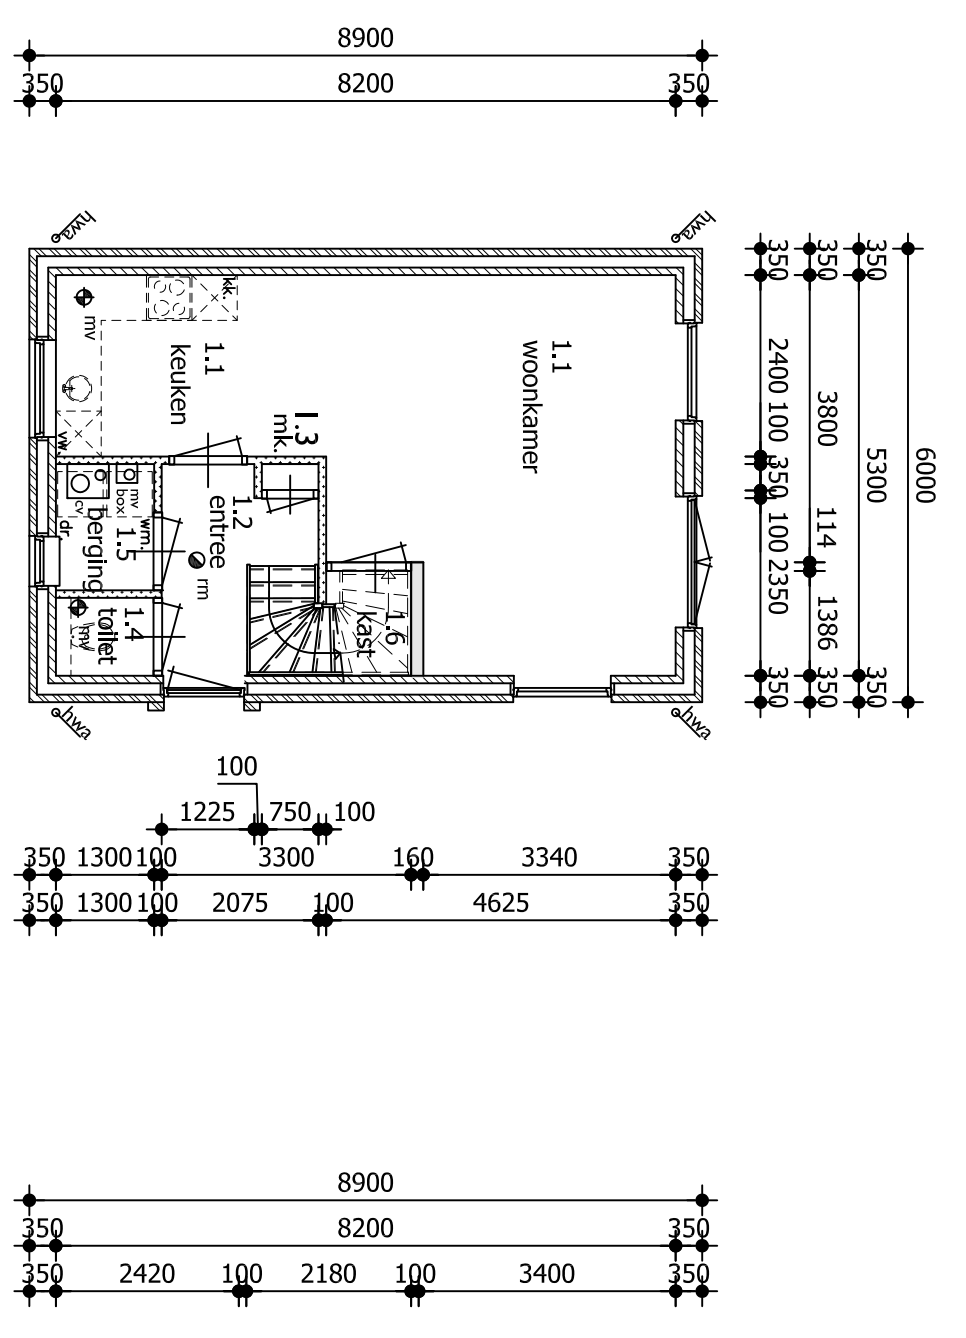 8900
350 8200 350
hwa hwa
350 350 350
kk.
mv
1.1
keuken
1.1
woonkamer
2400 100 350 100 2350
3800 114 1386
5300
6000
vw
1.3
mk.
cv
mv
box
dr.
wm.
1.5
berging
1.2
entree
rm
1.4
toilet
mv
1.6
kast
350 350 350
hwa hwa
100
1225 750 100
350 1300 100 3300 160 3340 350
350 1300 100 2075 100 4625 350
8900
350 8200 350
350 2420 100 2180 100 3400 350